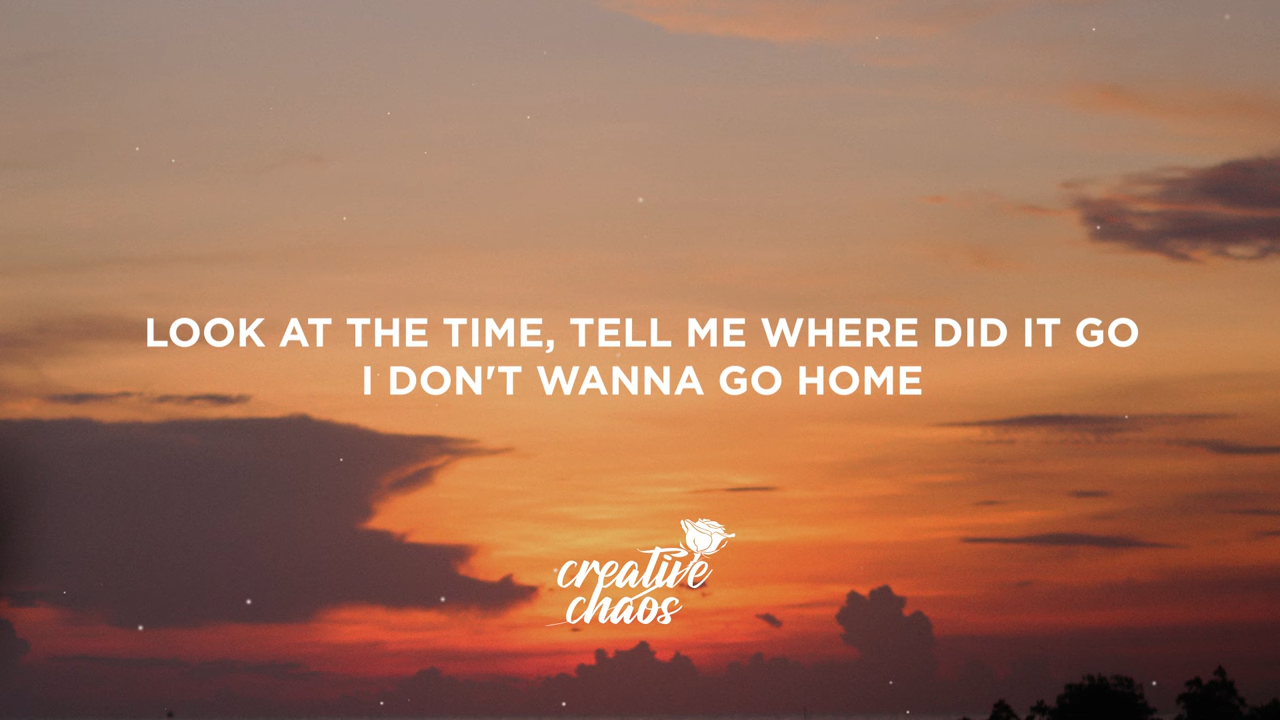 LOOK AT THE TIME, TELL ME WHERE DID IT GO
I DON'T WANNA GO HOME
creative
chaos